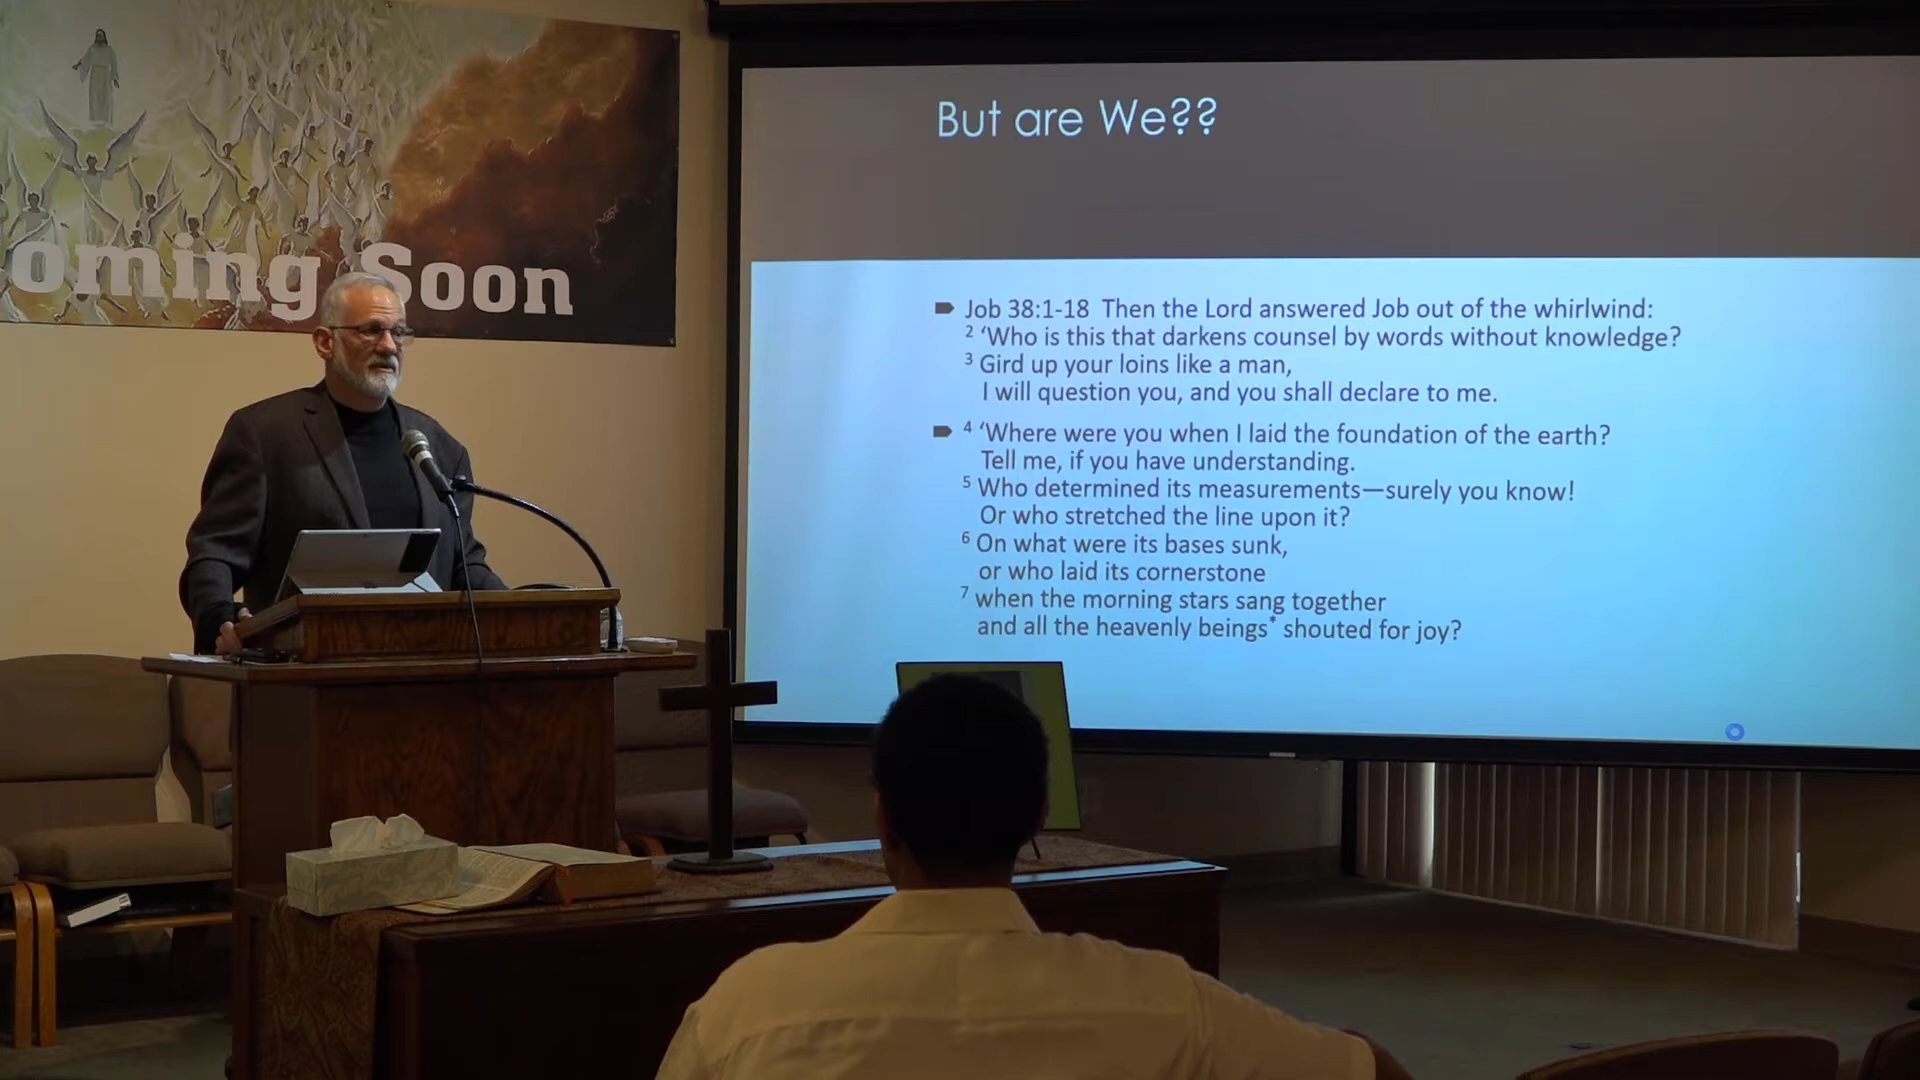 oming Soon
But are We??
Job 38:1-18 Then the Lord answered Job out of the whirlwind:
2 ‘Who is this that darkens counsel by words without knowledge?
3 Gird up your loins like a man,
I will question you, and you shall declare to me.
4 ‘Where were you when I laid the foundation of the earth?
Tell me, if you have understanding.
5 Who determined its measurements—surely you know!
Or who stretched the line upon it?
6 On what were its bases sunk,
or who laid its cornerstone
7 when the morning stars sang together
and all the heavenly beings* shouted for joy?